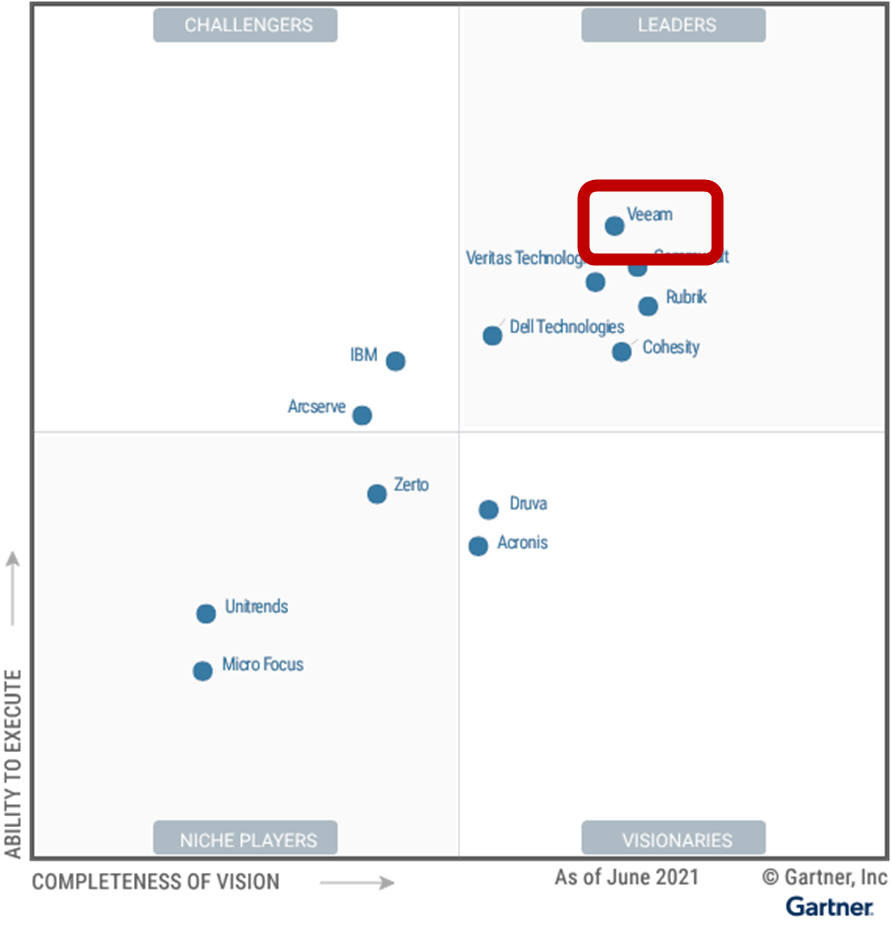 CHALLENGERS
LEADERS
Veeam
Veritas
Rubrik
Dell Technologies
Cohesity
IBM
Arcserve
Zerto
Druva
Acronis
Unitrends
Micro Focus
NICHE PLAYERS
VISIONARIES
ABILITY TO EXECUTE
COMPLETENESS OF VISION
As of June 2021
© Gartner, Inc
Gartner